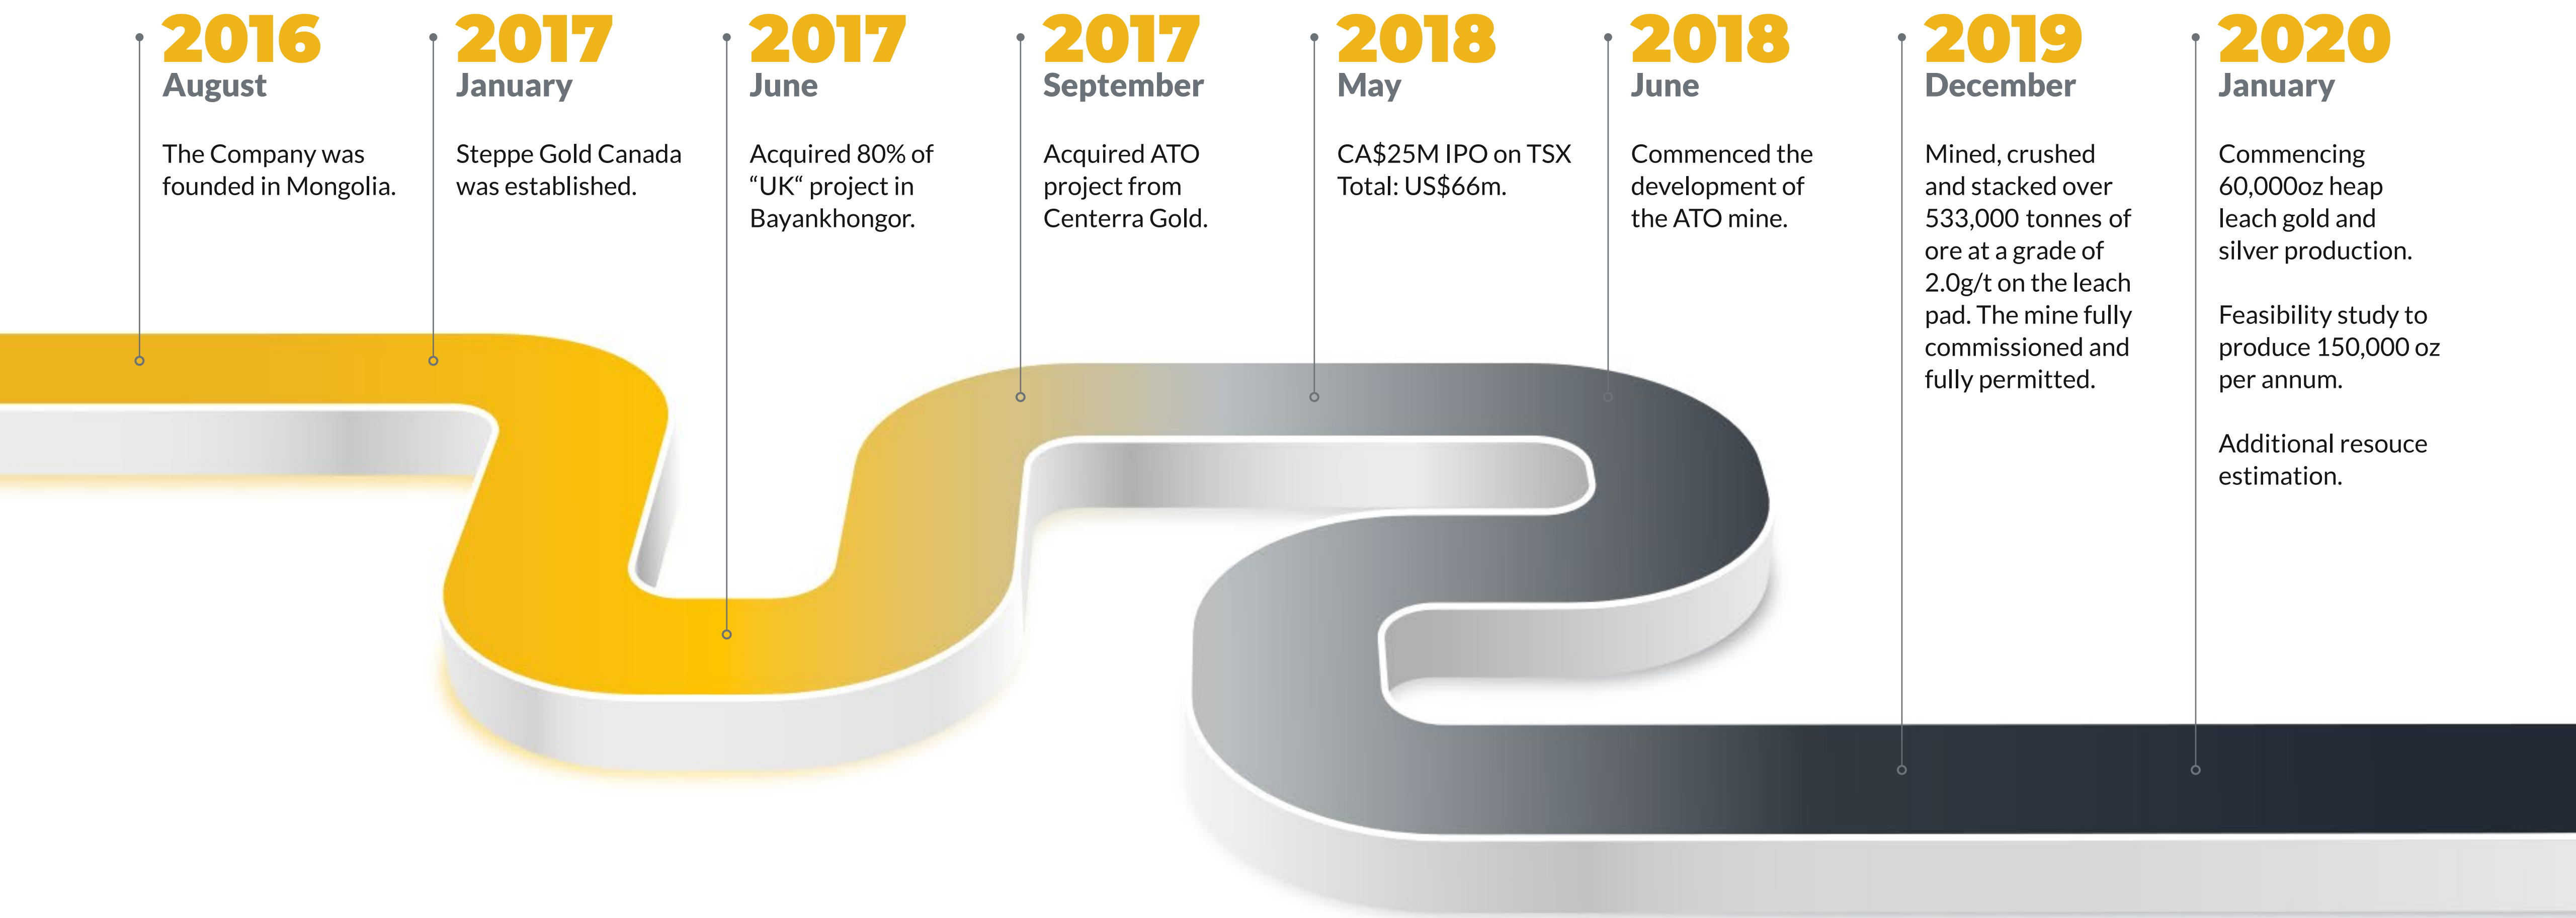 2016
August
The Company was
founded in Mongolia.
2017
January
Steppe Gold Canada
was established.
2017
June
Acquired 80% of
“UK“ project in
Bayankhongor.
2017
September
Acquired ATO
project from
Centerra Gold.
2018
May
CA$25M IPO on TSX
Total: US$66m.
2018
June
Commenced the
development of
the ATO mine.
2019
December
Mined, crushed
and stacked over
533,000 tonnes of
ore at a grade of
2.0g/t on the leach
pad. The mine fully
commissioned and
fully permitted.
2020
January
Commencing
60,000oz heap
leach gold and
silver production.
Feasibility study to
produce 150,000 oz
per annum.
Additional resouce
estimation.